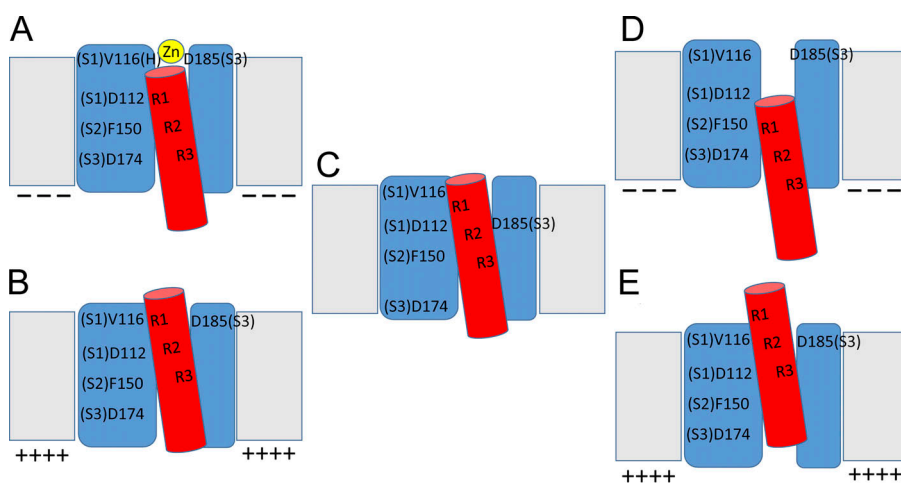 A
Zn
(S1)V116(H) D185(S3)
(S1)D112 R1
(S2)F150 R2
(S3)D174 R3
– – – – – –
B
(S1)V116 R1 D185(S3)
(S1)D112 R2
(S2)F150 R3
(S3)D174
++++ ++++
C
(S1)V116 R1
(S1)D112 R2 D185(S3)
(S2)F150 R3
(S3)D174
D
(S1)V116 D185(S3)
(S1)D112 R1
(S2)F150 R2
(S3)D174 R3
– – – – – –
E
R1
(S1)V116 R2 D185(S3)
(S1)D112 R3
(S2)F150
(S3)D174
++++ ++++